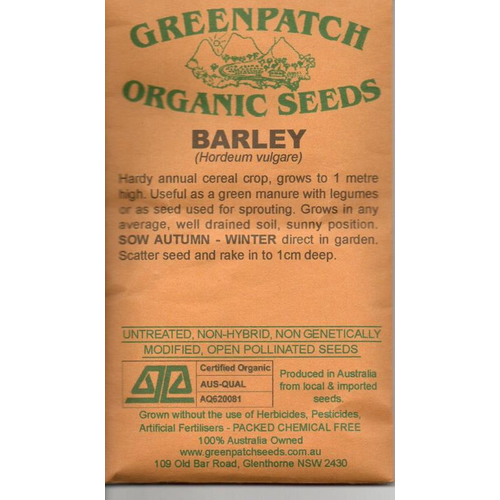 GREENPATCH
ORGANIC SEEDS
BARLEY
(Hordeum vulgare)
Hardy annual cereal crop, grows to 1 metre
high. Useful as a green manure with legumes
or as seed used for sprouting. Grows in any
average, well drained soil, sunny position.
SOW AUTUMN - WINTER direct in garden.
Scatter seed and rake in to 1cm deep.
UNTREATED, NON-HYBRID, NON GENETICALLY
MODIFIED, OPEN POLLINATED SEEDS
Certified Organic
AUS-QUAL
AQ620081
Produced in Australia
from local & imported
seeds.
Grown without the use of Herbicides, Pesticides,
Artificial Fertilisers - PACKED CHEMICAL FREE
100% Australia Owned
www.greenpatchseeds.com.au
109 Old Bar Road, Glenthorne NSW 2430